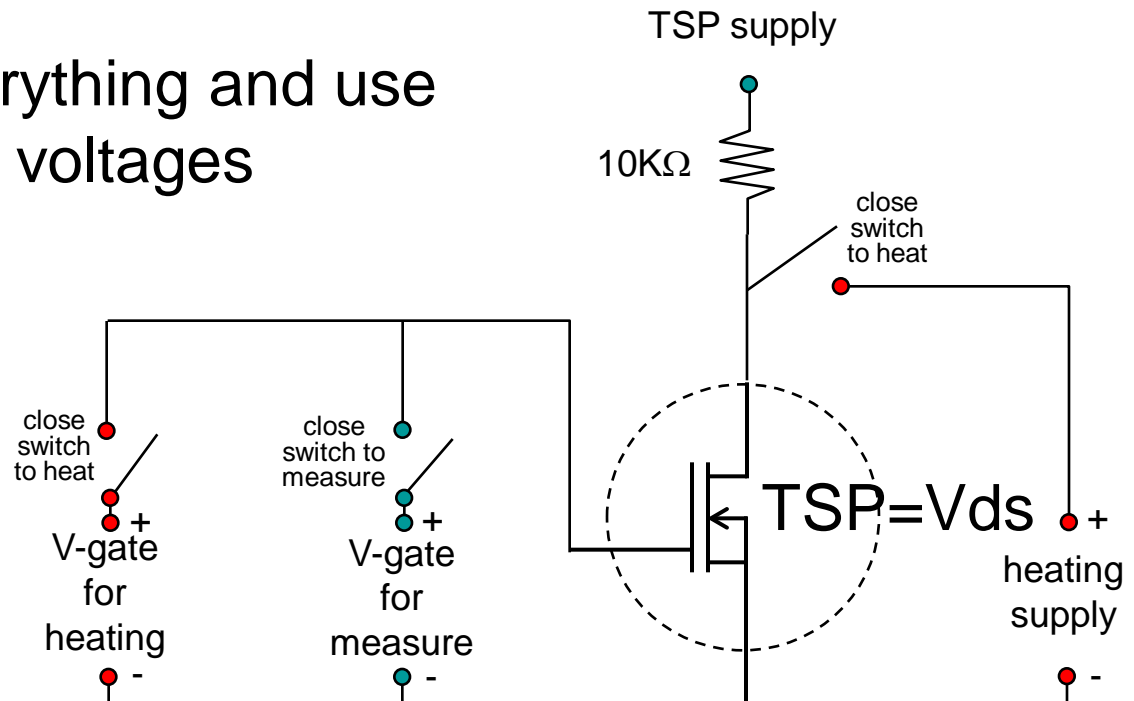 TSP supply
rything and use
voltages
10KΩ
close
switch
to heat
close
switch
to heat
close
switch to
measure
TSP=Vds
+
V-gate
for
heating
-
+
V-gate
for
measure
-
+
heating
supply
-